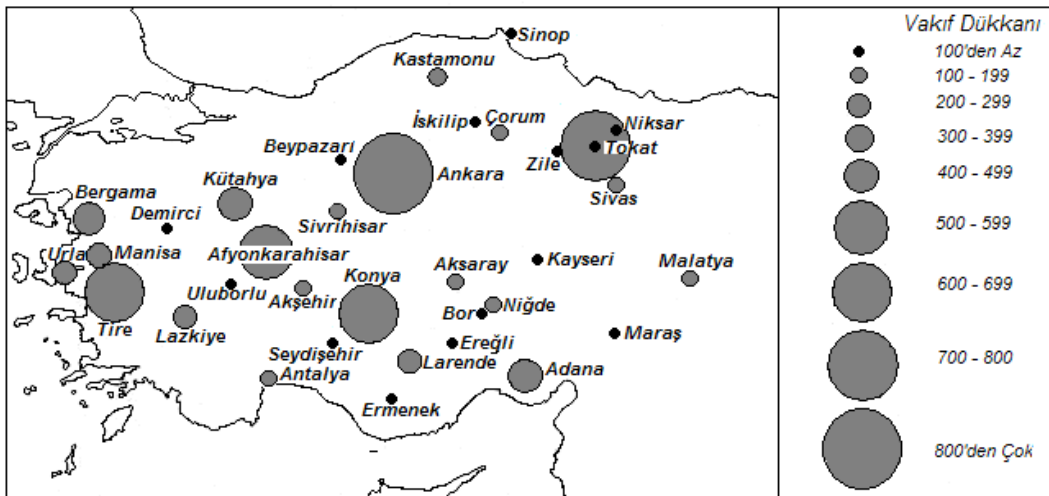 Sinop
Kastamonu
İskilip
Çorum
Niksar
Tokat
Zile
Beypazarı
Ankara
Sivas
Kütahya
Bergama
Demirci
Sivrihisar
Urla
Manisa
Afyonkarahisar
Konya
Aksaray
Kayseri
Malatya
Uluborlu
Akşehir
Niğde
Bor
Tire
Lazkiye
Seydişehir
Ereğli
Maraş
Larende
Antalya
Adana
Ermenek
Vakıf Dükkanı
100'den Az
100 - 199
200 - 299
300 - 399
400 - 499
500 - 599
600 - 699
700 - 800
800'den Çok